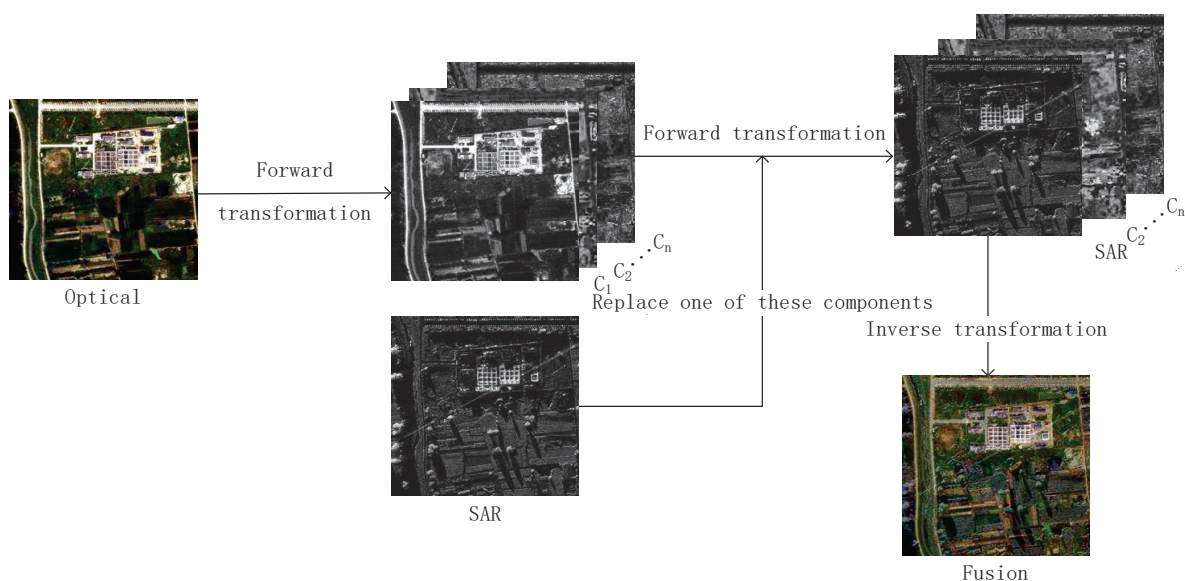 Optical
Forward
transformation
C1
C2
Cn
Forward transformation
Replace one of these components
SAR
SAR
C2
Cn
Inverse transformation
Fusion